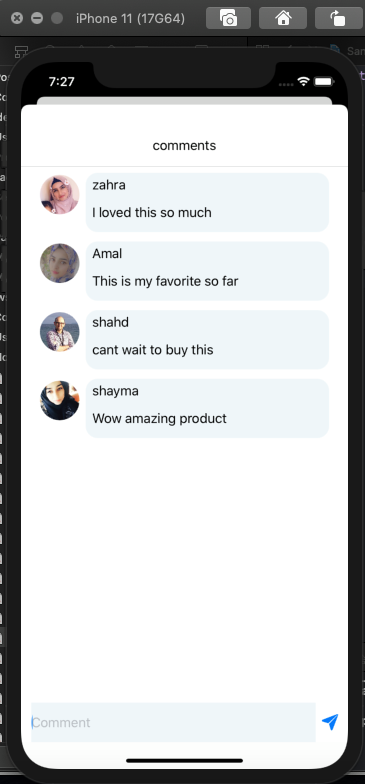 iPhone 11 (17G64)
7:27
comments
zahra
I loved this so much
Amal
This is my favorite so far
shahd
cant wait to buy this
shayma
Wow amazing product
Comment